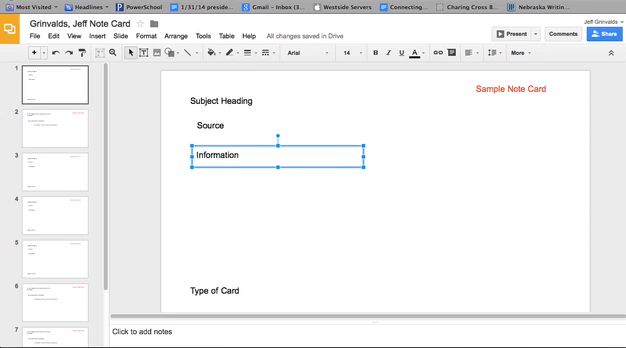 Most Visited
Headlines
PowerSchool
1/31/14 preside...
Gmail – Inbox (3...
Westside Servers
Connecting...
Charing Cross B...
Nebraska Writin...
Grinvalds, Jeff Note Card
Jeff Grinvalds
File Edit View Insert Slide Format Arrange Tools Table Help All changes saved in Drive
Present
Comments
Share
Arial 14 B I U A More
1
Sample Note Card
Subject Heading
Source
Information
Type of Card
2
3
4
5
6
7
Click to add notes